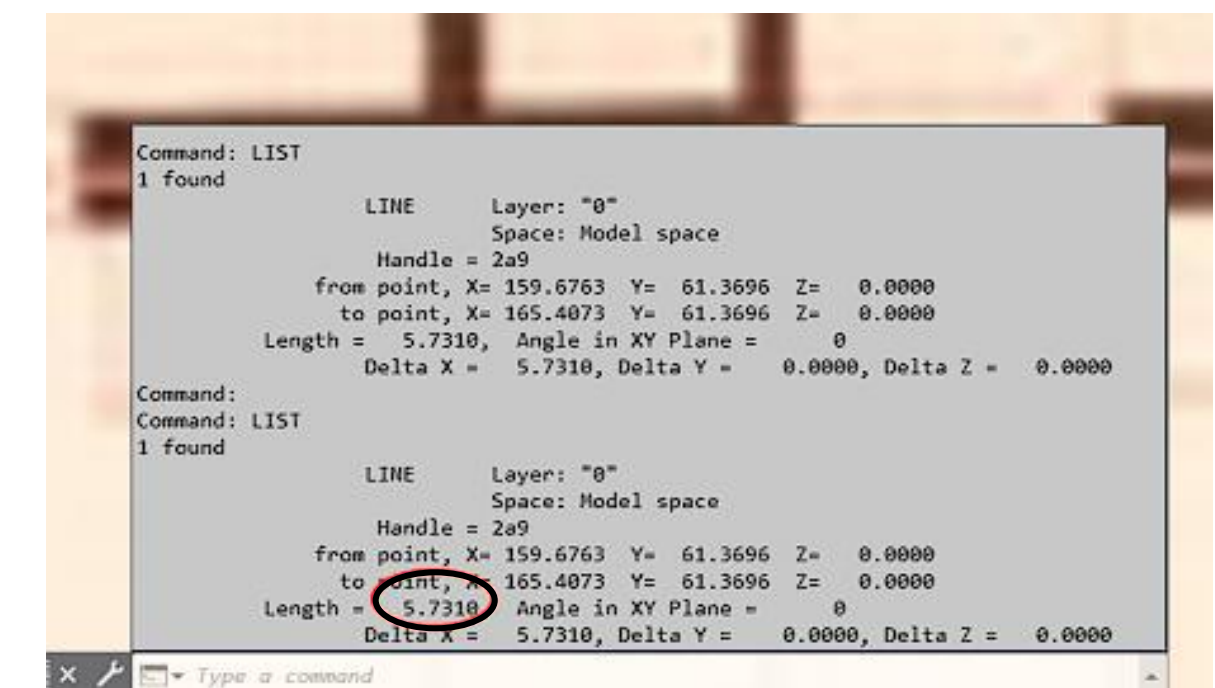 Command: LIST
1 found
LINE Layer: "0"
Space: Model space
Handle = 2a9
from point, X= 159.6763 Y= 61.3696 Z= 0.0000
to point, X= 165.4073 Y= 61.3696 Z= 0.0000
Length = 5.7310, Angle in XY Plane = 0
Delta X = 5.7310, Delta Y = 0.0000, Delta Z = 0.0000
Command:
Command: LIST
1 found
LINE Layer: "0"
Space: Model space
Handle = 2a9
from point, X= 159.6763 Y= 61.3696 Z= 0.0000
to point, X= 165.4073 Y= 61.3696 Z= 0.0000
Length = 5.7310 Angle in XY Plane = 0
Delta X = 5.7310, Delta Y = 0.0000, Delta Z = 0.0000
Type a command